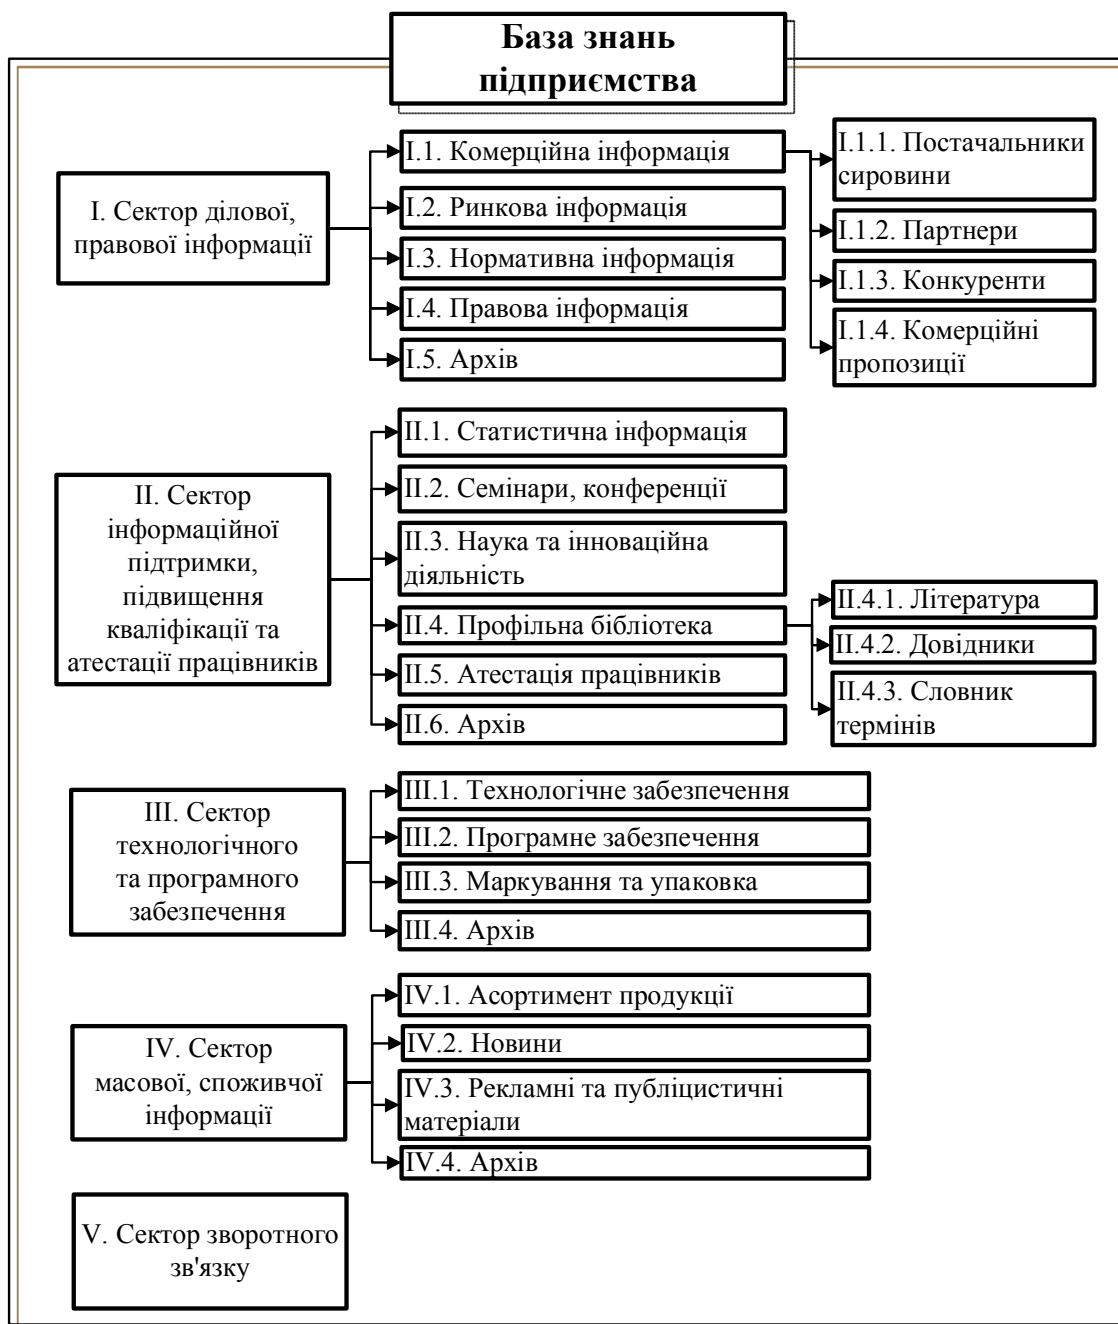 База знань
підприємства
І. Сектор ділової,
правової інформації
І.1. Комерційна інформація
І.2. Ринкова інформація
І.3. Нормативна інформація
І.4. Правова інформація
І.5. Архів
І.1.1. Постачальники
сировини
І.1.2. Партнери
І.1.3. Конкуренти
І.1.4. Комерційні
пропозиції
ІІ. Сектор
інформаційної
підтримки,
підвищення
кваліфікації та
атестації працівників
ІІ.1. Статистична інформація
ІІ.2. Семінари, конференції
ІІ.3. Наука та інноваційна
діяльність
ІІ.4. Профільна бібліотека
ІІ.5. Атестація працівників
ІІ.6. Архів
ІІ.4.1. Література
ІІ.4.2. Довідники
ІІ.4.3. Словник
термінів
ІІІ. Сектор
технологічного
та програмного
забезпечення
ІІІ.1. Технологічне забезпечення
ІІІ.2. Програмне забезпечення
ІІІ.3. Маркування та упаковка
ІІІ.4. Архів
IV. Сектор
масової, споживчої
інформації
IV.1. Асортимент продукції
IV.2. Новини
IV.3. Рекламні та публіцистичні
матеріали
IV.4. Архів
V. Сектор зворотного
зв'язку